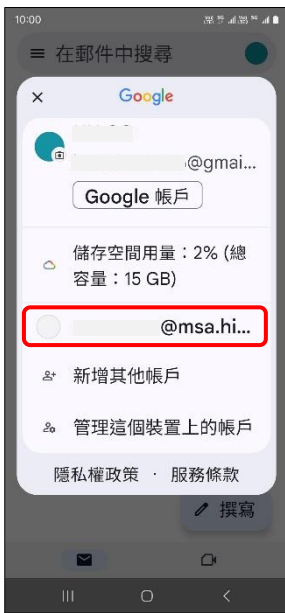 10:00
在郵件中搜尋
Google
@gmai...
Google 帳戶
儲存空間用量：2% (總
容量：15 GB)
@msa.hi...
新增其他帳戶
管理這個裝置上的帳戶
隱私權政策 · 服務條款
撰寫